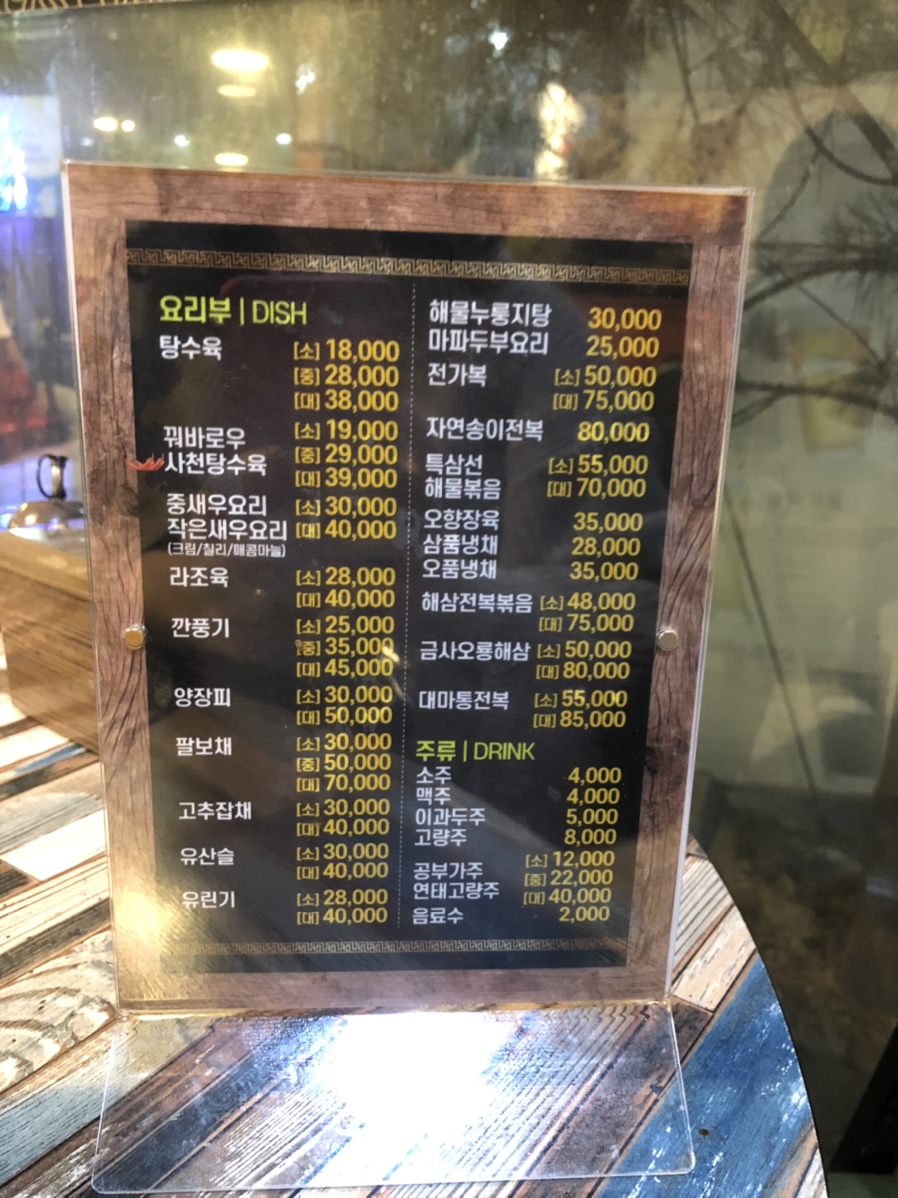 요리부 | DISH
탕수육 [소] 18,000
[중] 28,000
[대] 38,000
꿔바로우 [소] 19,000
사천탕수육 [중] 29,000
[대] 39,000
중새우요리 [소] 30,000
작은새우요리 [대] 40,000
(크림/칠리/매콤마늘)
라조육 [소] 28,000
[대] 40,000
깐풍기 [소] 25,000
[중] 35,000
[대] 45,000
양장피 [소] 30,000
[대] 50,000
팔보채 [소] 30,000
[중] 50,000
[대] 70,000
고추잡채 [소] 30,000
[대] 40,000
유산슬 [소] 30,000
[대] 40,000
유린기 [소] 28,000
[대] 40,000
해물누룽지탕 30,000
마파두부요리 25,000
전가복 [소] 50,000
[대] 75,000
자연송이전복 80,000
특삼선 [소] 55,000
해물볶음 [대] 70,000
오향장육 35,000
삼품냉채 28,000
오품냉채 35,000
해삼전복볶음 [소] 48,000
[대] 75,000
금사오룡해삼 [소] 50,000
[대] 80,000
대마통전복 [소] 55,000
[대] 85,000
주류 | DRINK
소주 4,000
맥주 4,000
이과두주 5,000
고량주 8,000
[소] 12,000
공부가주 [중] 22,000
연태고량주 [대] 40,000
음료수 2,000